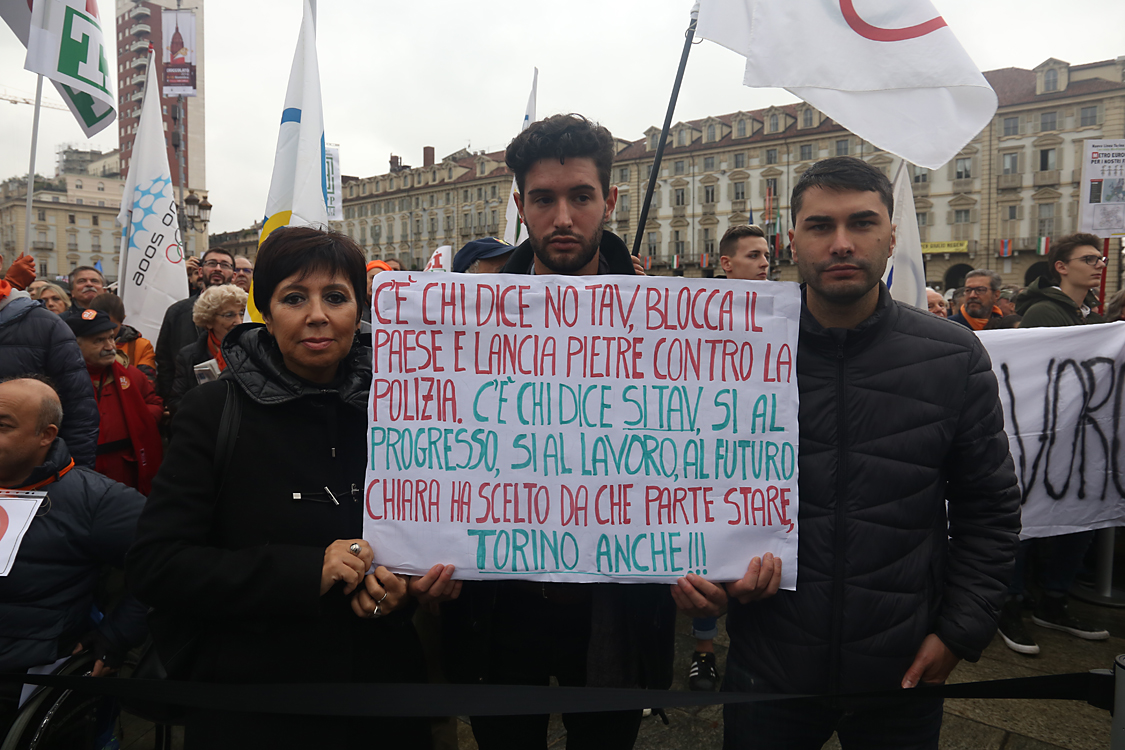 C'È CHI DICE NO TAV, BLOCCA IL
PAESE E LANCIA PIETRE CONTRO LA
POLIZIA. C'È CHI DICE SI TAV, SI AL
PROGRESSO, SI AL LAVORO, AL FUTURO
CHIARA HA SCELTO DA CHE PARTE STARE,
TORINO ANCHE!!!